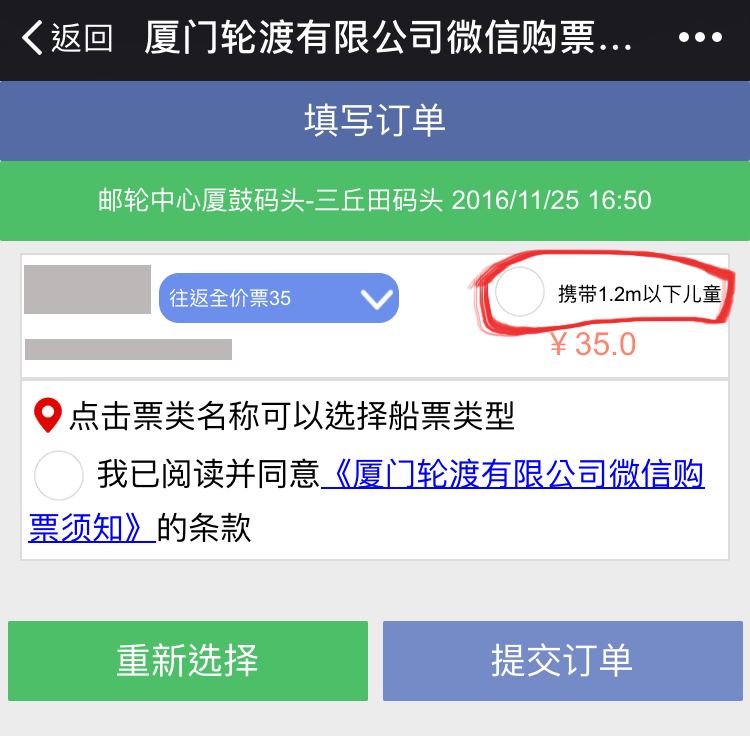 返回 厦门轮渡有限公司微信购票...
填写订单
邮轮中心厦鼓码头-三丘田码头 2016/11/25 16:50
往返全价票35
携带1.2m以下儿童
¥ 35.0
点击票类名称可以选择船票类型
我已阅读并同意《厦门轮渡有限公司微信购
票须知》的条款
重新选择
提交订单